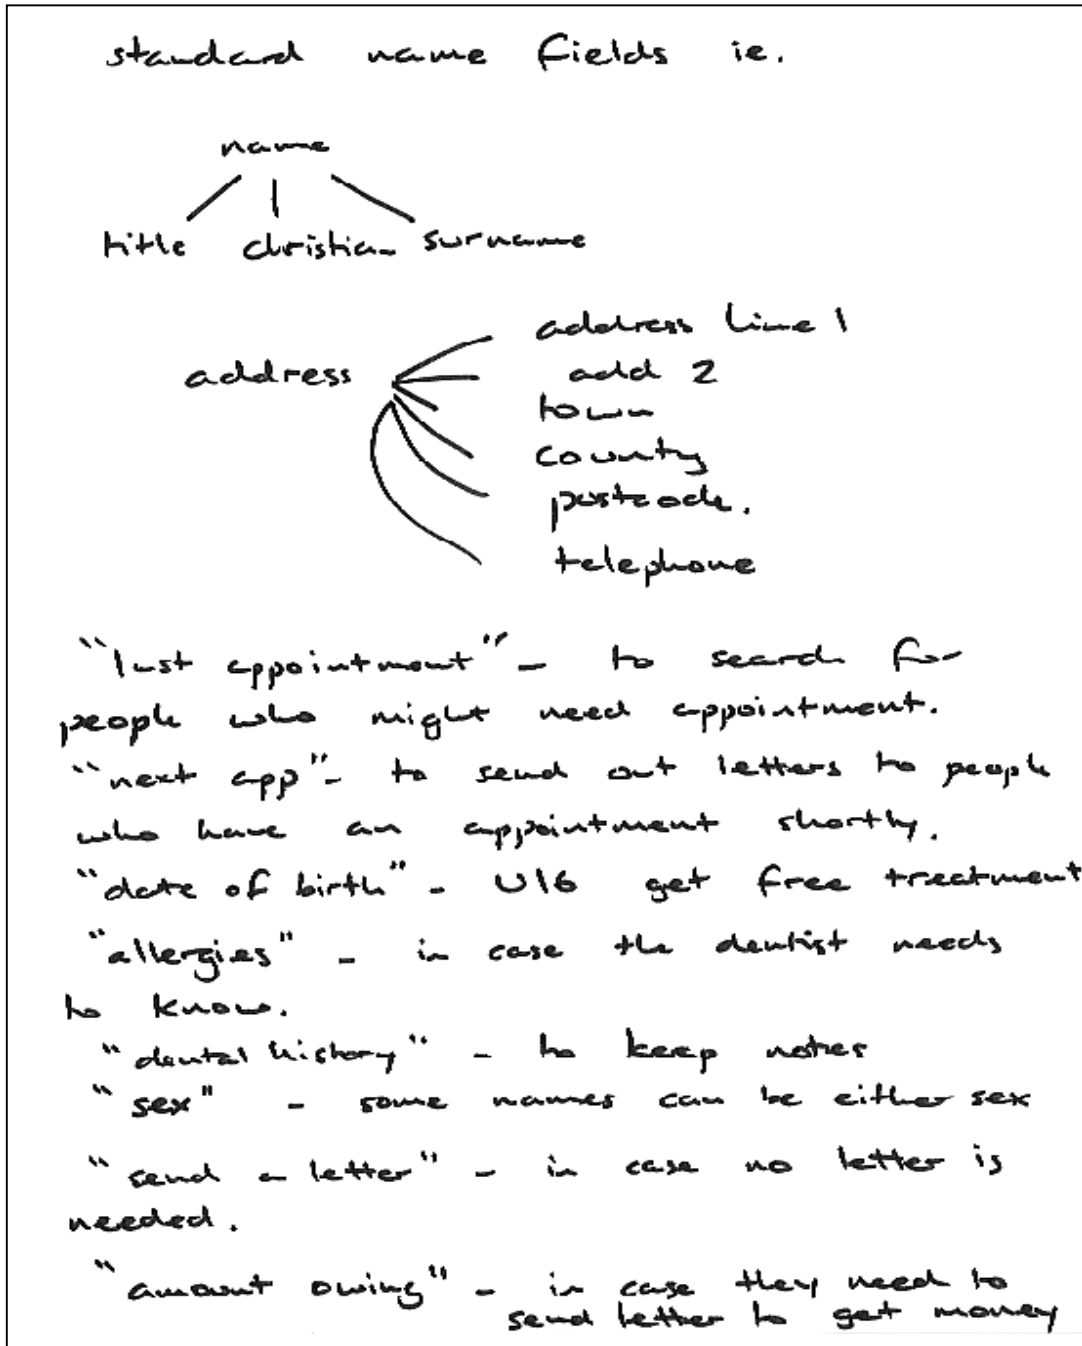 standard name fields ie.
name
title christian surname
address line 1
address
add 2
town
county
postcode.
telephone
"last appointment" - to search for
people who might need appointment.
"next app" - to send out letters to people
who have an appointment shortly.
"date of birth" - U16 get free treatment
"allergies" - in case the dentist needs
to know.
"dental history" - to keep notes
"sex" - some names can be either sex
"send a letter" - in case no letter is
needed.
"amount owing" - in case they need to
send letter to get money